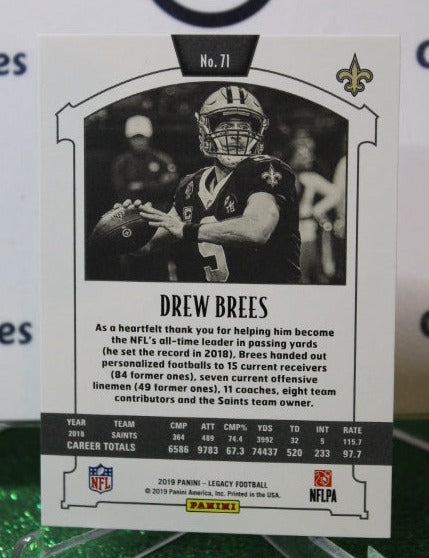 No. 71
es
DREW BREES
As a heartfelt thank you for helping him become
the NFL's all-time leader in passing yards
(he set the record in 2018), Brees handed out
personalized footballs to 15 current receivers
(84 former ones), seven current offensive
linemen (49 former ones), 11 coaches, eight team
contributors and the Saints team owner.
YEAR TEAM CMP ATT CMP% YDS TD INT RATE
2018 SAINTS 364 489 74.4 3992 32 5 115.7
CAREER TOTALS 6586 9783 67.3 74437 520 233 97.7
NFL
2019 PANINI – LEGACY FOOTBALL
© 2019 Panini America, Inc. Printed in the USA.
PANINI
NFLPA